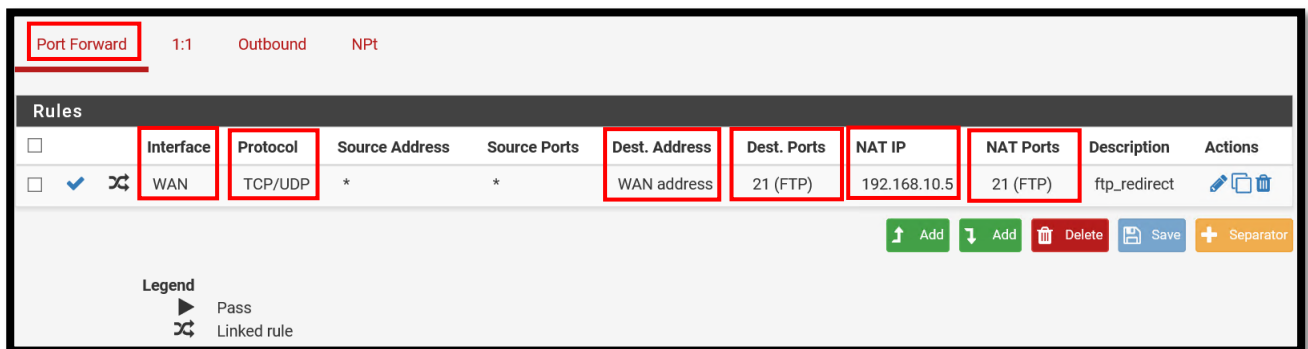 Port Forward 1:1 Outbound NPt
Rules
Interface Protocol Source Address Source Ports Dest. Address Dest. Ports NAT IP NAT Ports Description Actions
WAN TCP/UDP * * WAN address 21 (FTP) 192.168.10.5 21 (FTP) ftp_redirect
Add Add Delete Save Separator
Legend
Pass
Linked rule